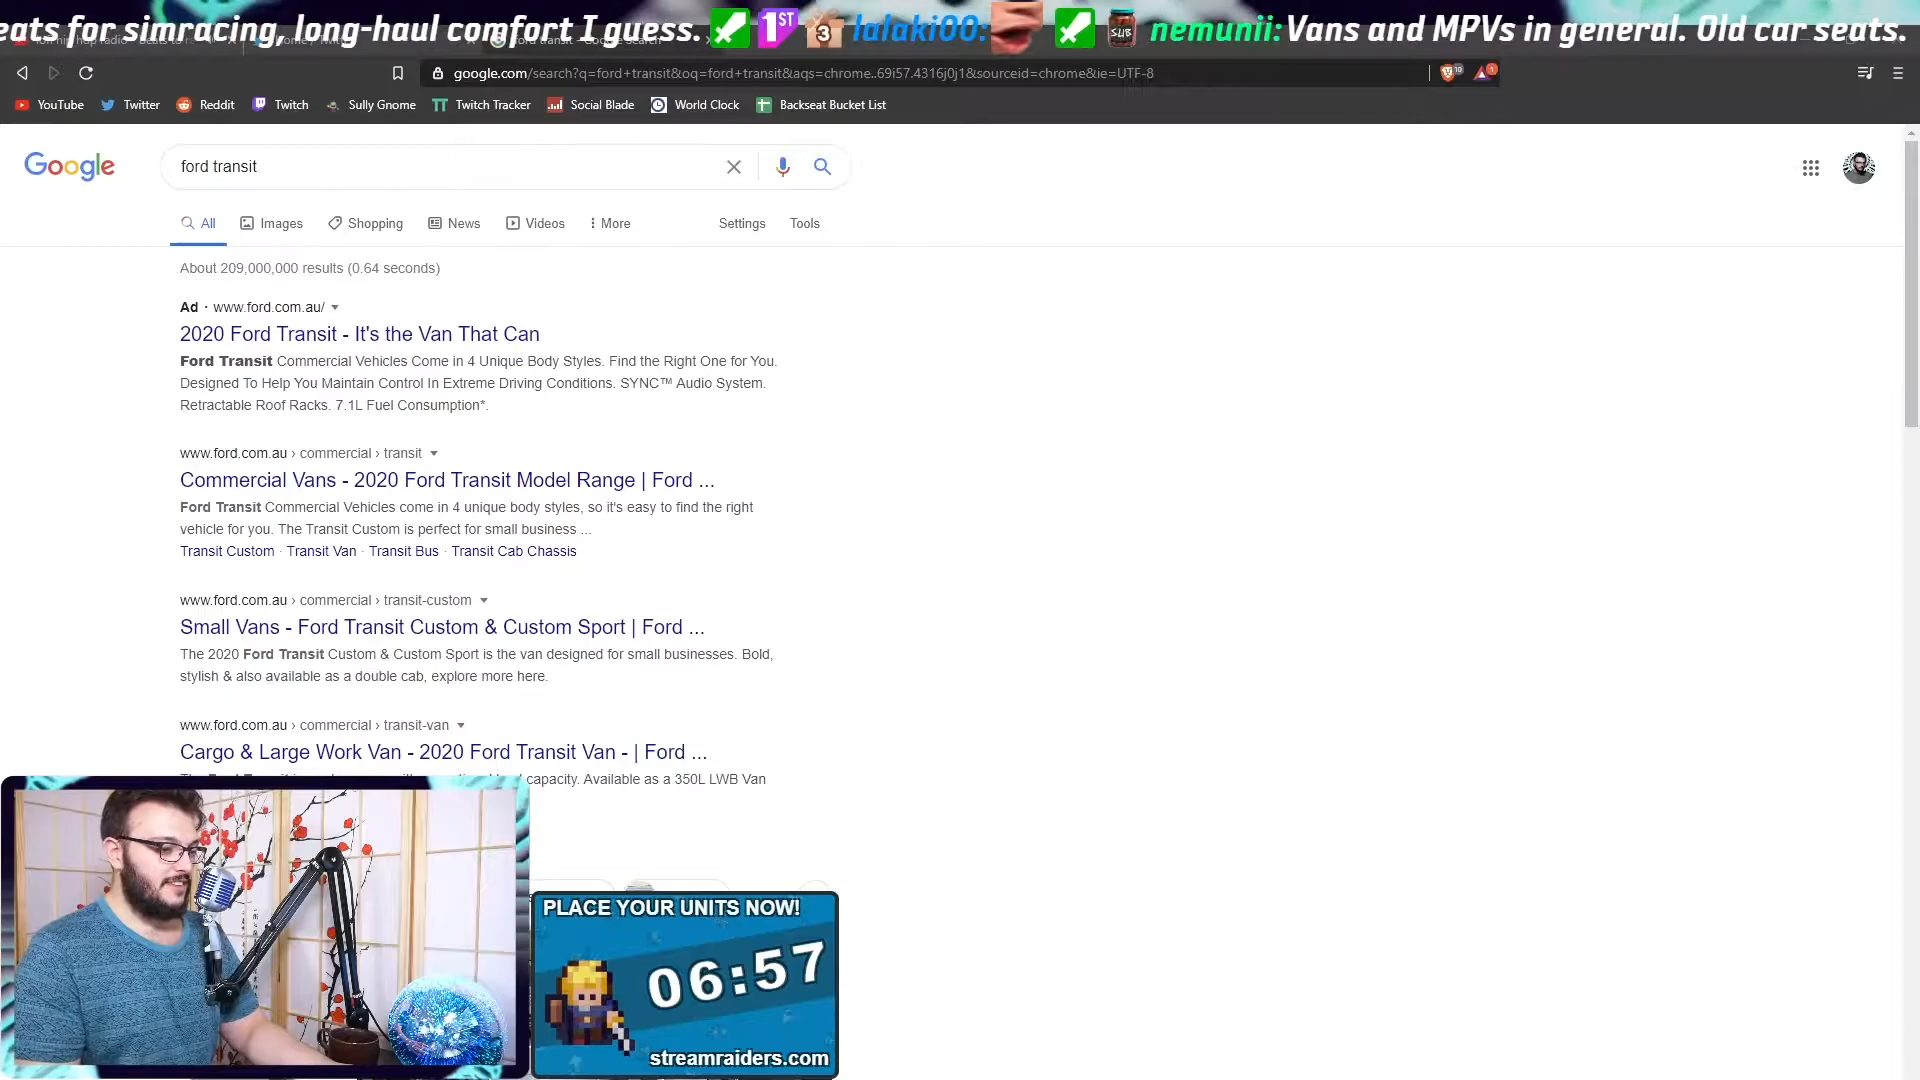 eats for simracing, long-haul comfort I guess. 1ST 3 lalaki00: SUB nemunii: Vans and MPVs in general. Old car seats.
google.com/search?q=ford+transit&oq=ford+transit&aqs=chrome..69i57.4316j0j1&sourceid=chrome&ie=UTF-8 10 1
YouTube Twitter Reddit Twitch Sully Gnome TT Twitch Tracker Social Blade World Clock Backseat Bucket List
Google ford transit
All Images Shopping News Videos More Settings Tools
About 209,000,000 results (0.64 seconds)
Ad · www.ford.com.au/
2020 Ford Transit - It's the Van That Can
Ford Transit Commercial Vehicles Come in 4 Unique Body Styles. Find the Right One for You.
Designed To Help You Maintain Control In Extreme Driving Conditions. SYNC™ Audio System.
Retractable Roof Racks. 7.1L Fuel Consumption*.
www.ford.com.au › commercial › transit
Commercial Vans - 2020 Ford Transit Model Range | Ford ...
Ford Transit Commercial Vehicles come in 4 unique body styles, so it's easy to find the right
vehicle for you. The Transit Custom is perfect for small business ...
Transit Custom · Transit Van · Transit Bus · Transit Cab Chassis
www.ford.com.au › commercial › transit-custom
Small Vans - Ford Transit Custom & Custom Sport | Ford ...
The 2020 Ford Transit Custom & Custom Sport is the van designed for small businesses. Bold,
stylish & also available as a double cab, explore more here.
www.ford.com.au › commercial › transit-van
Cargo & Large Work Van - 2020 Ford Transit Van - | Ford ...
capacity. Available as a 350L LWB Van
PLACE YOUR UNITS NOW!
06:57
streamraiders.com